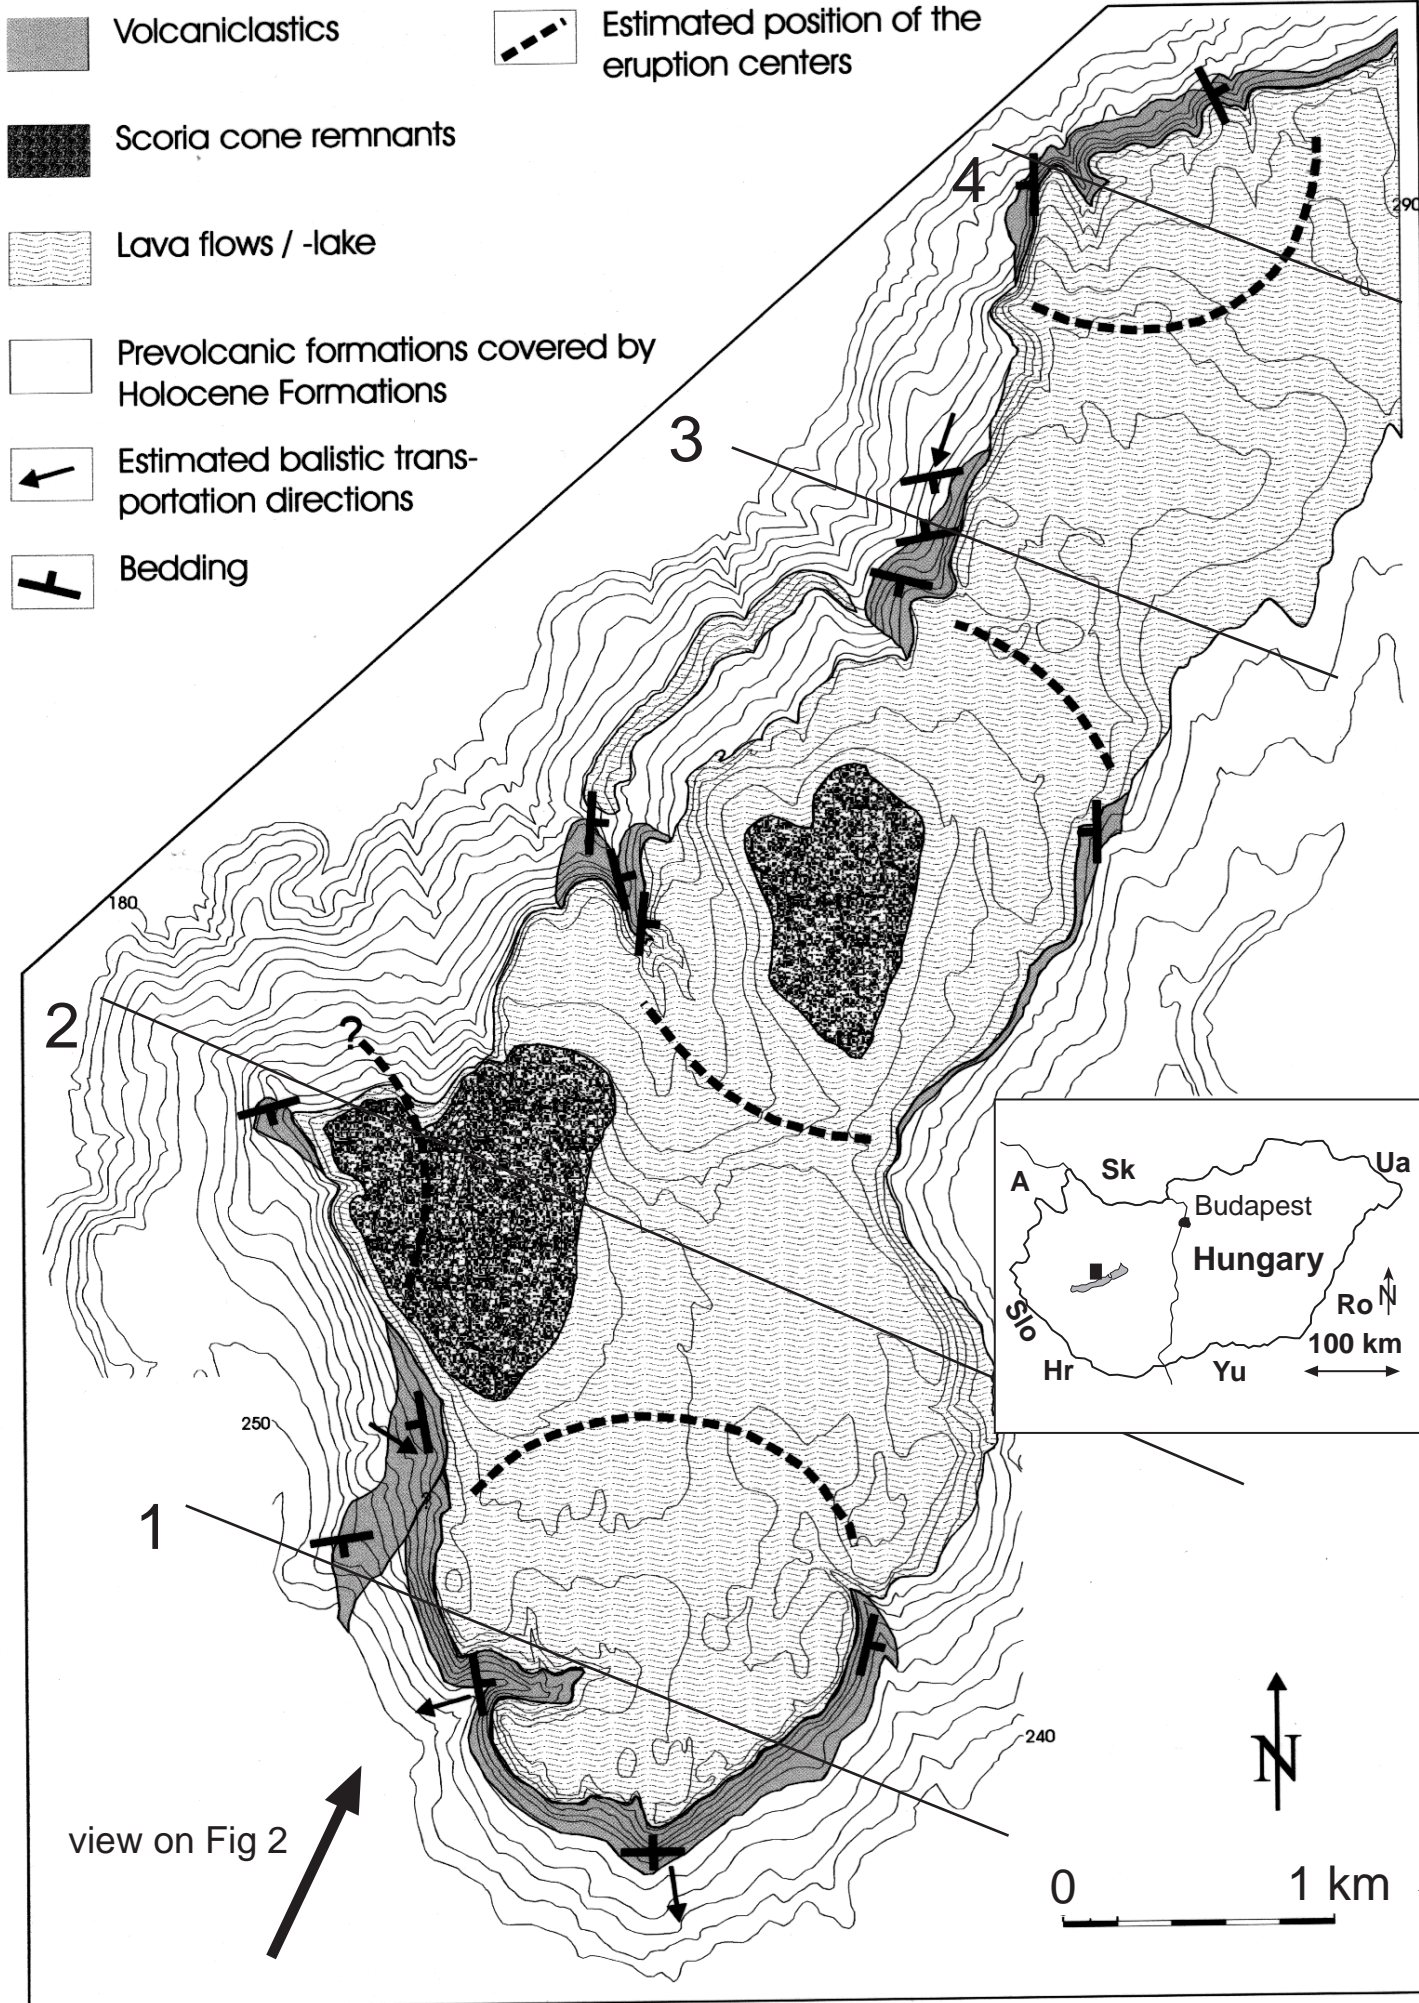 Volcaniclastics
Estimated position of the
eruption centers
Scoria cone remnants
Lava flows / -lake
Prevolcanic formations covered by
Holocene Formations
Estimated balistic trans-
portation directions
Bedding
4
290
3
180
2
?
A
Sk
Ua
Budapest
Hungary
Slo
Ro N
100 km
Hr
Yu
250
?
1
240
N
view on Fig 2
0 1 km